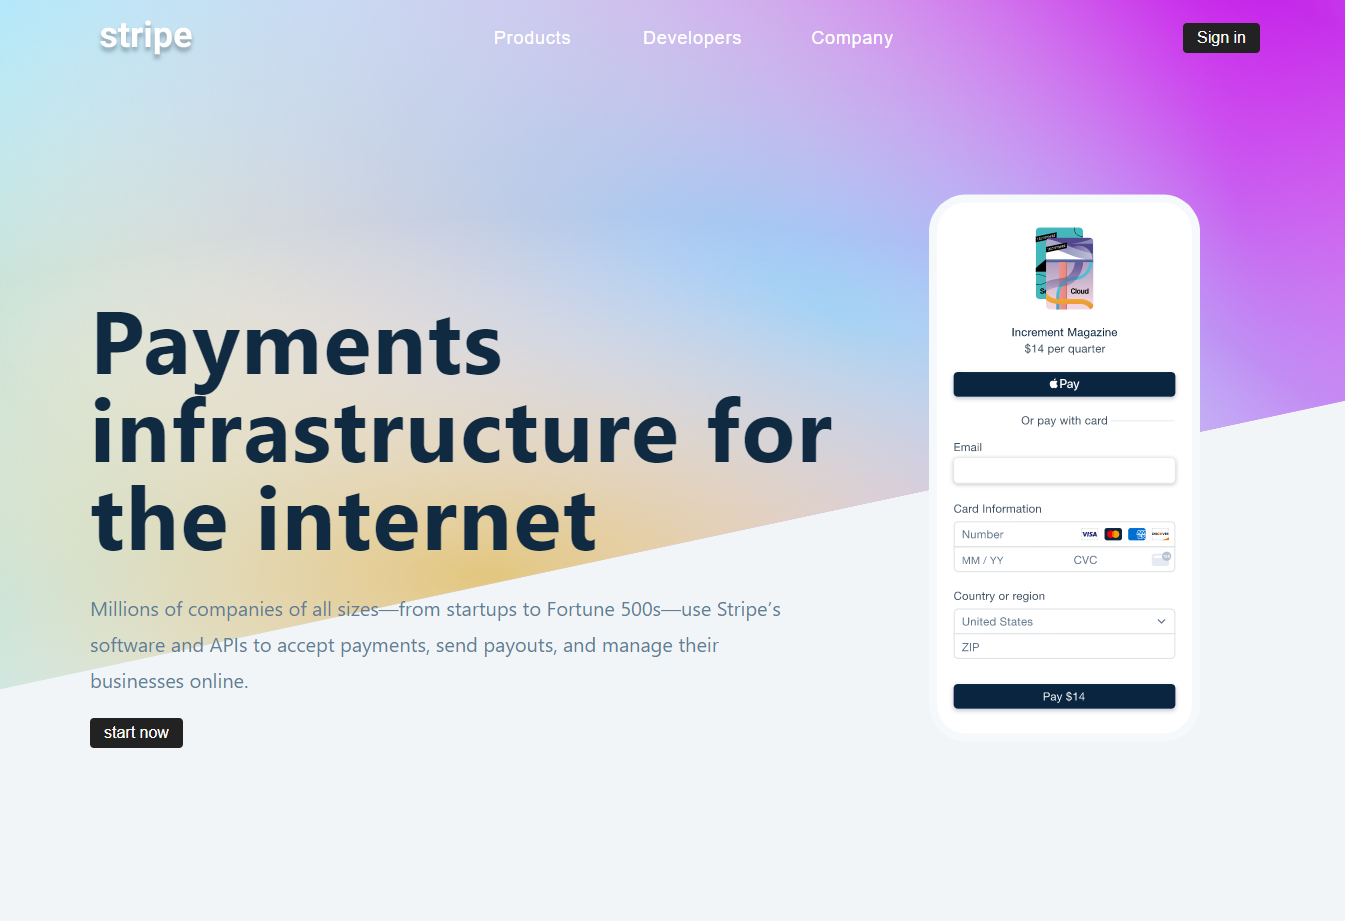 stripe
Products
Developers
Company
Sign in
Payments
infrastructure for
the internet
Millions of companies of all sizes—from startups to Fortune 500s—use Stripe’s
software and APIs to accept payments, send payouts, and manage their
businesses online.
start now
Cloud
Increment Magazine
$14 per quarter
Pay
Or pay with card
Email
Card Information
Number
VISA
DISCOVER
MM / YY
CVC
Country or region
United States
ZIP
Pay $14